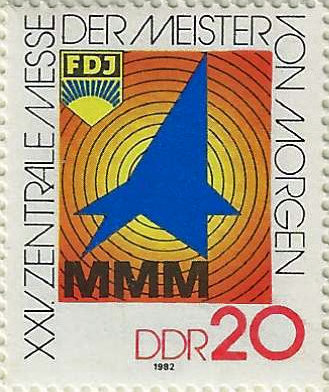 XXV. ZENTRALE MESSE
DER MEISTER
VON MORGEN
FDJ
MMM
DDR 20
1982